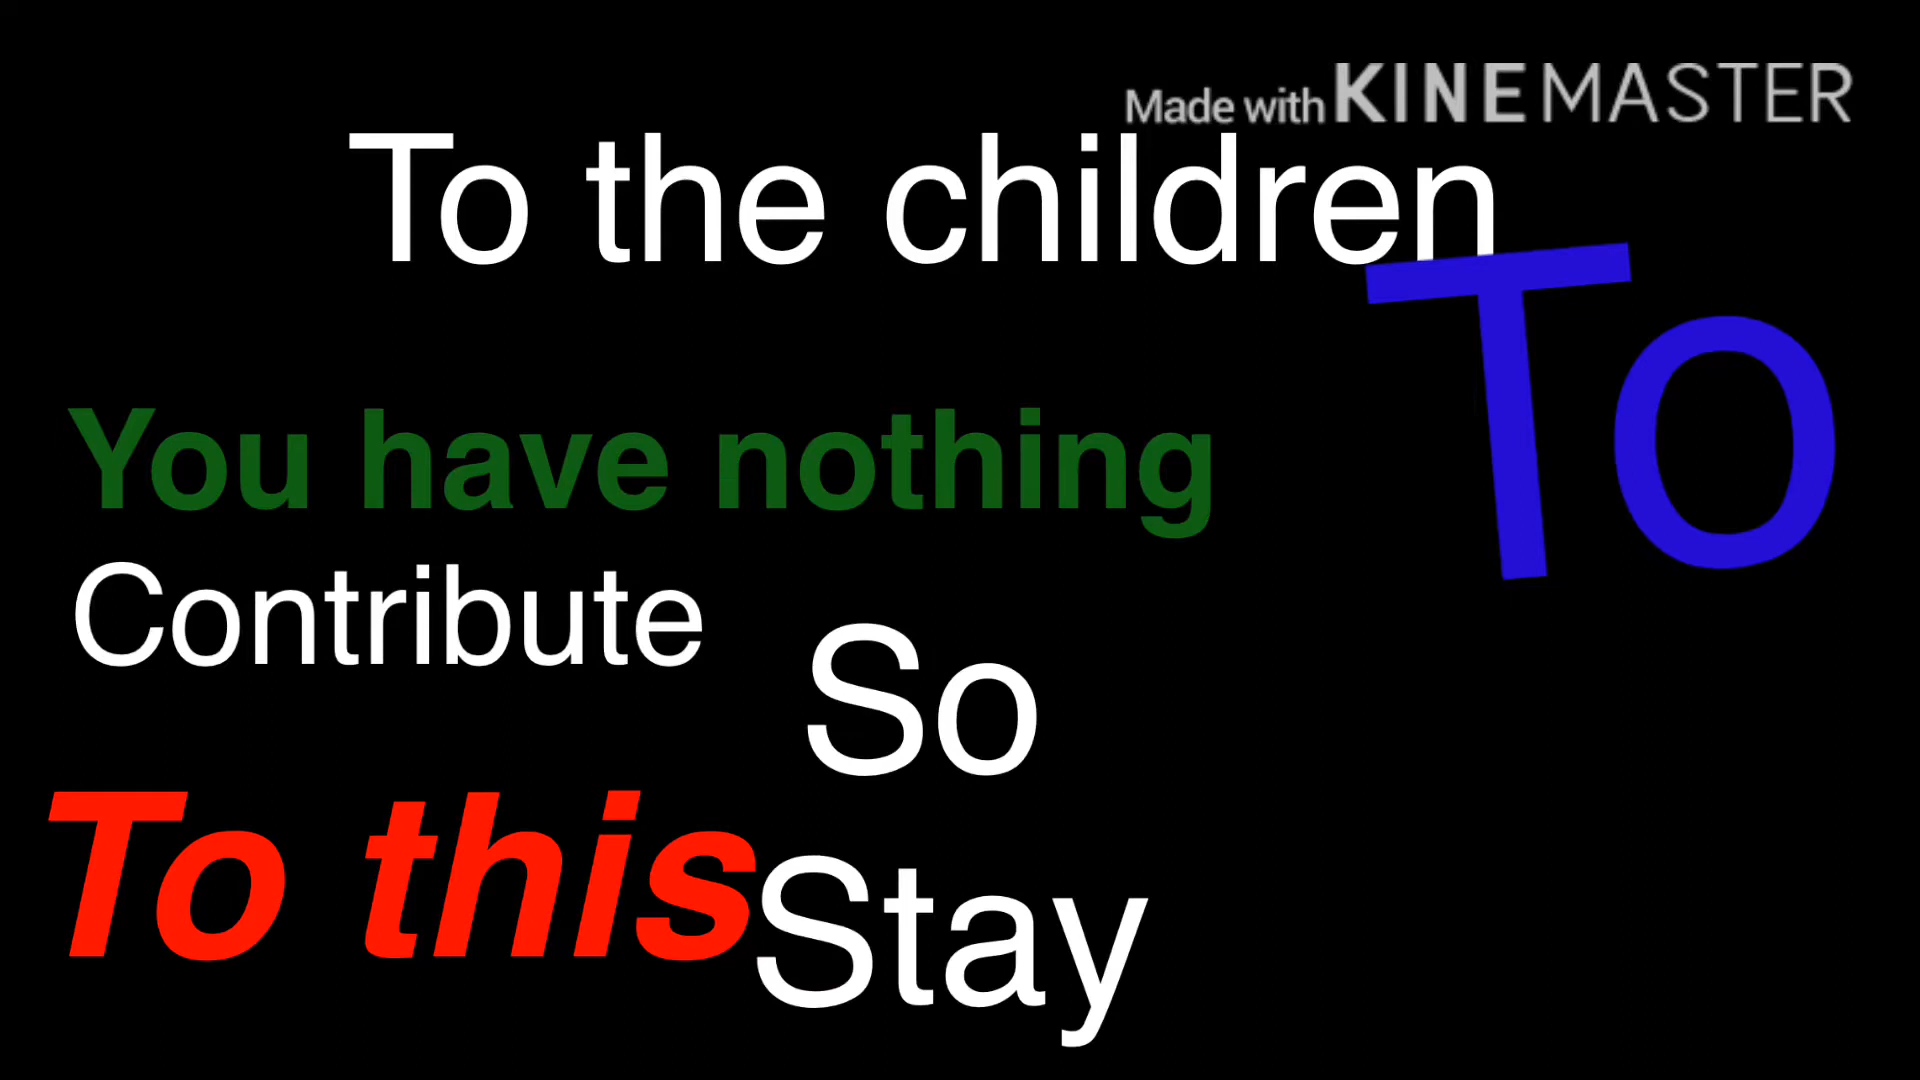 Made with KINEMASTER
To the children
You have nothing
To
Contribute
To this
So
Stay